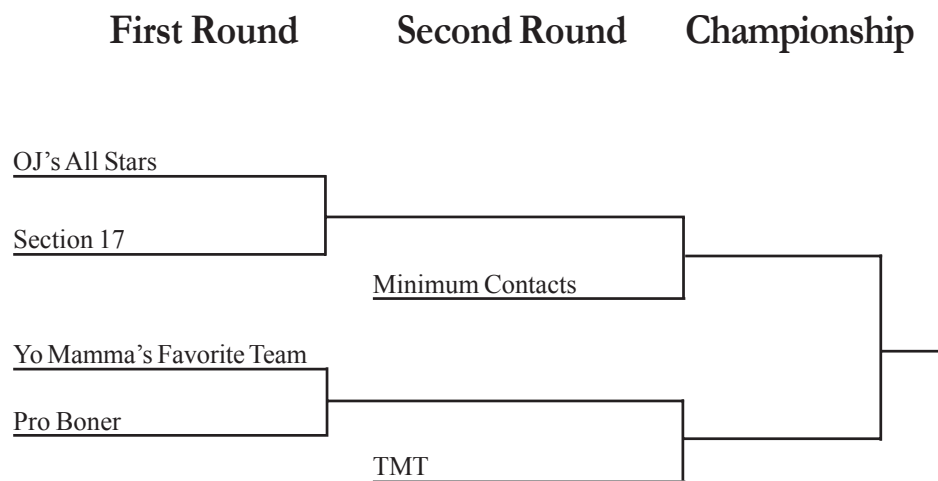 First Round Second Round Championship
OJ’s All Stars
Section 17
Minimum Contacts
Yo Mamma’s Favorite Team
Pro Boner
TMT